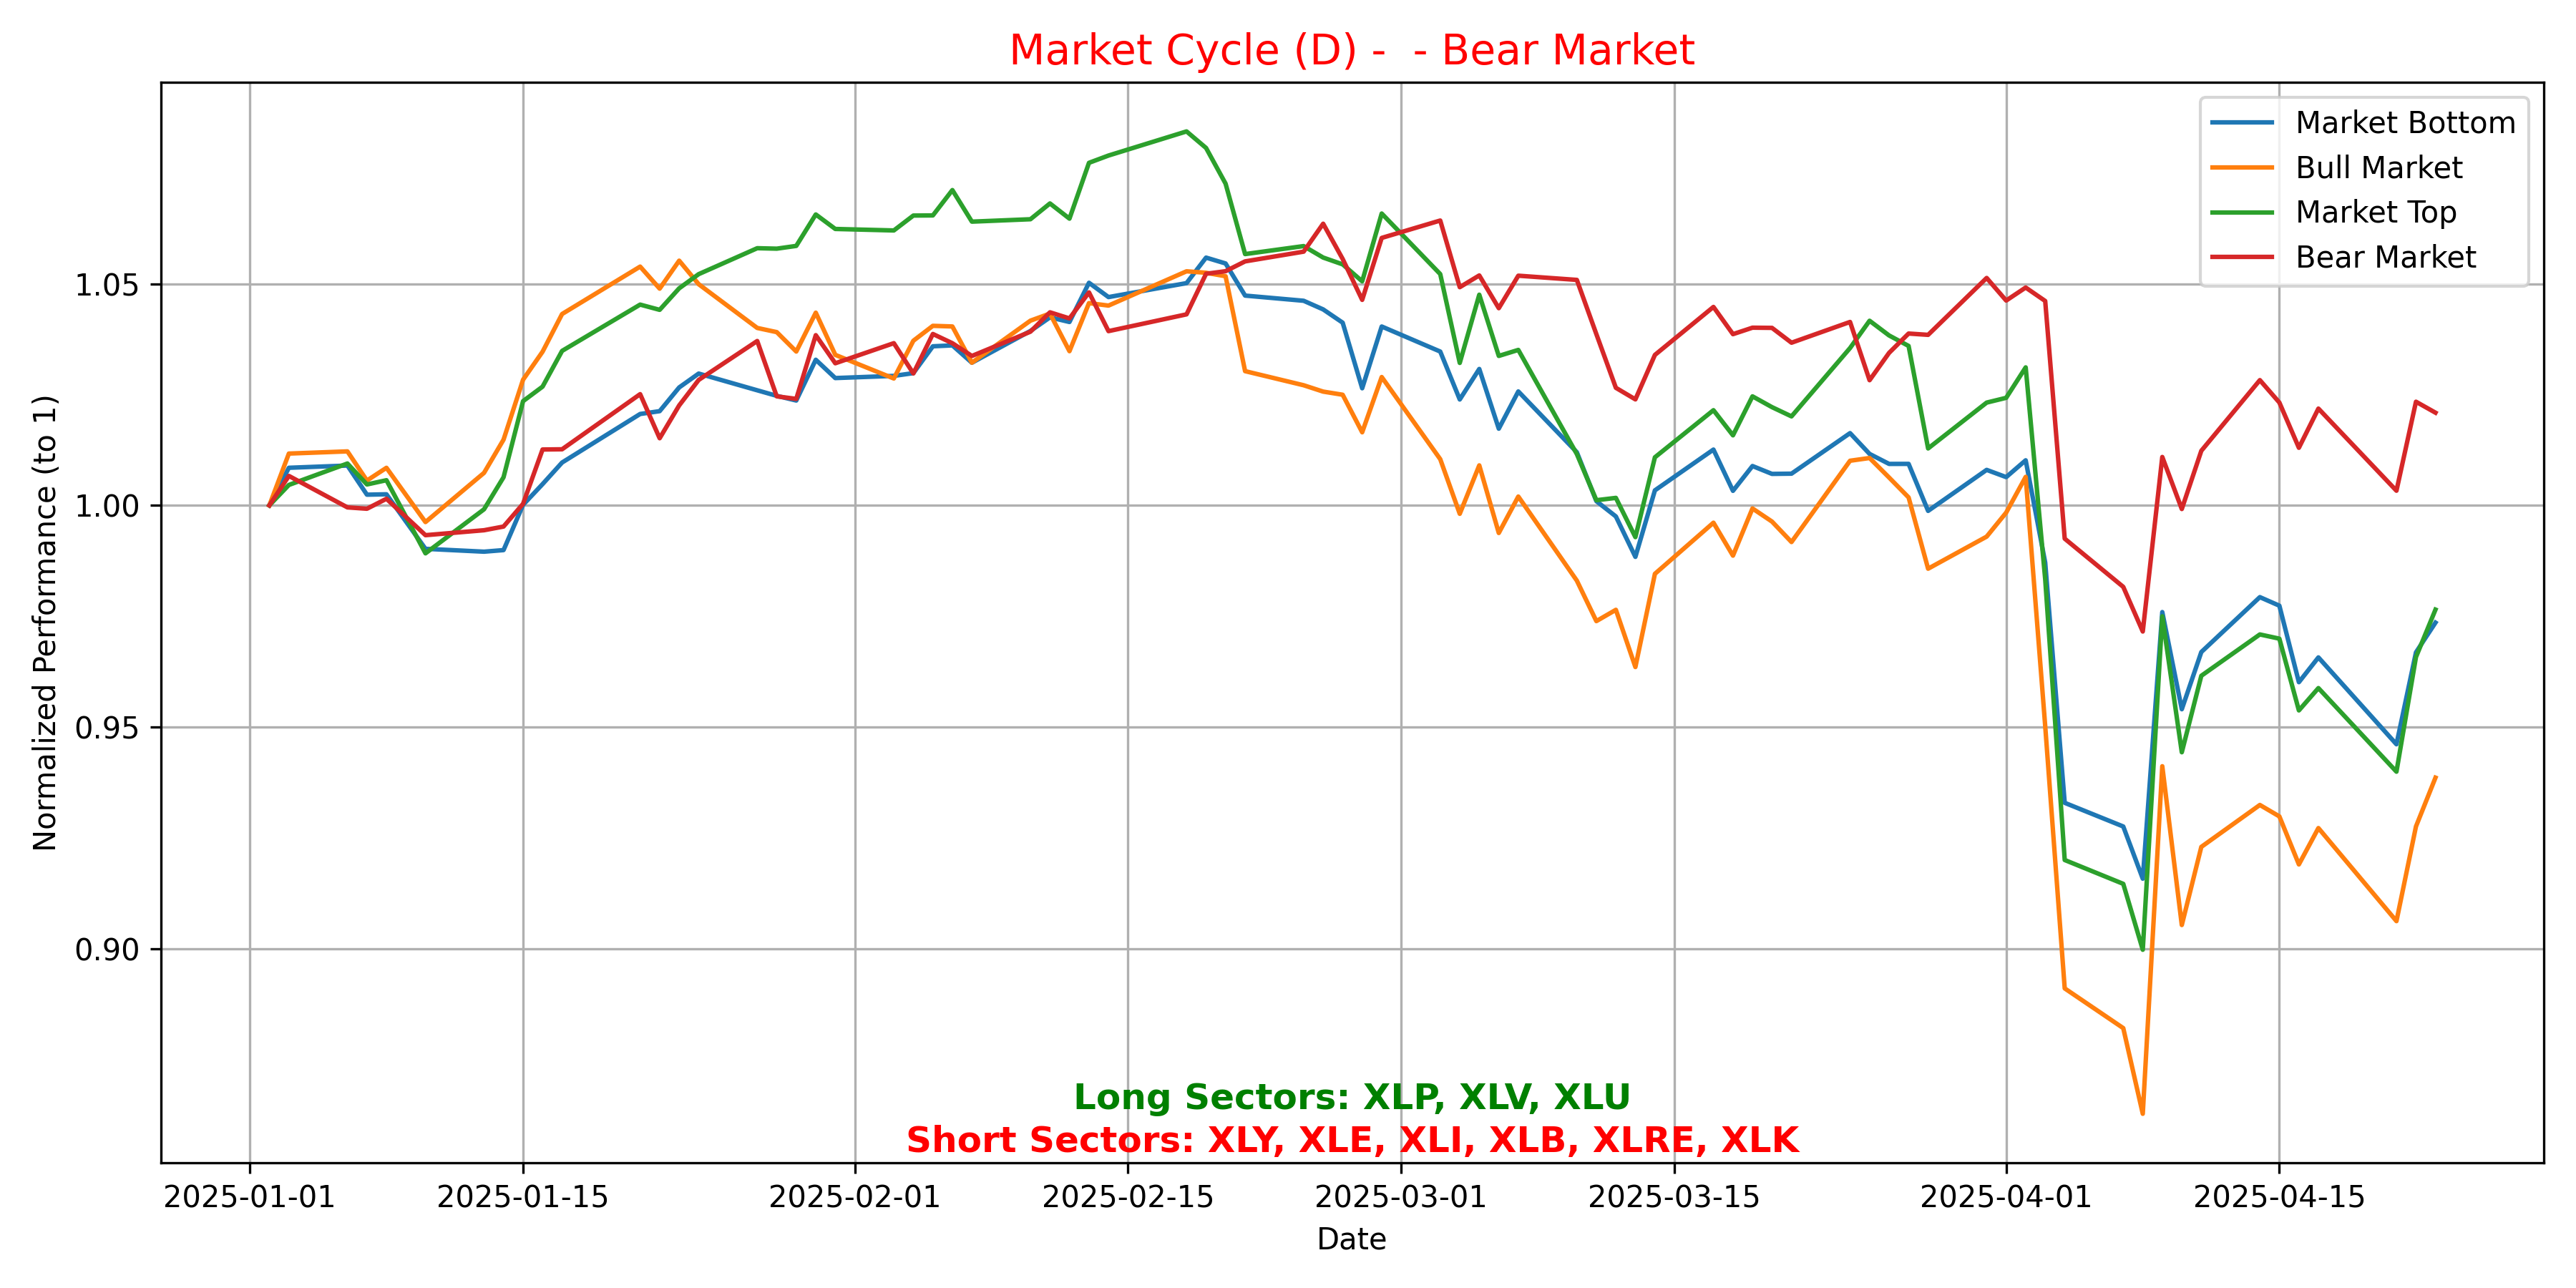 Market Cycle (D) -  - Bear Market
Market Bottom
Bull Market
Market Top
Bear Market
Normalized Performance (to 1)
1.05
1.00
0.95
0.90
Long Sectors: XLP, XLV, XLU
Short Sectors: XLY, XLE, XLI, XLB, XLRE, XLK
2025-01-01 2025-01-15 2025-02-01 2025-02-15 2025-03-01 2025-03-15 2025-04-01 2025-04-15
Date